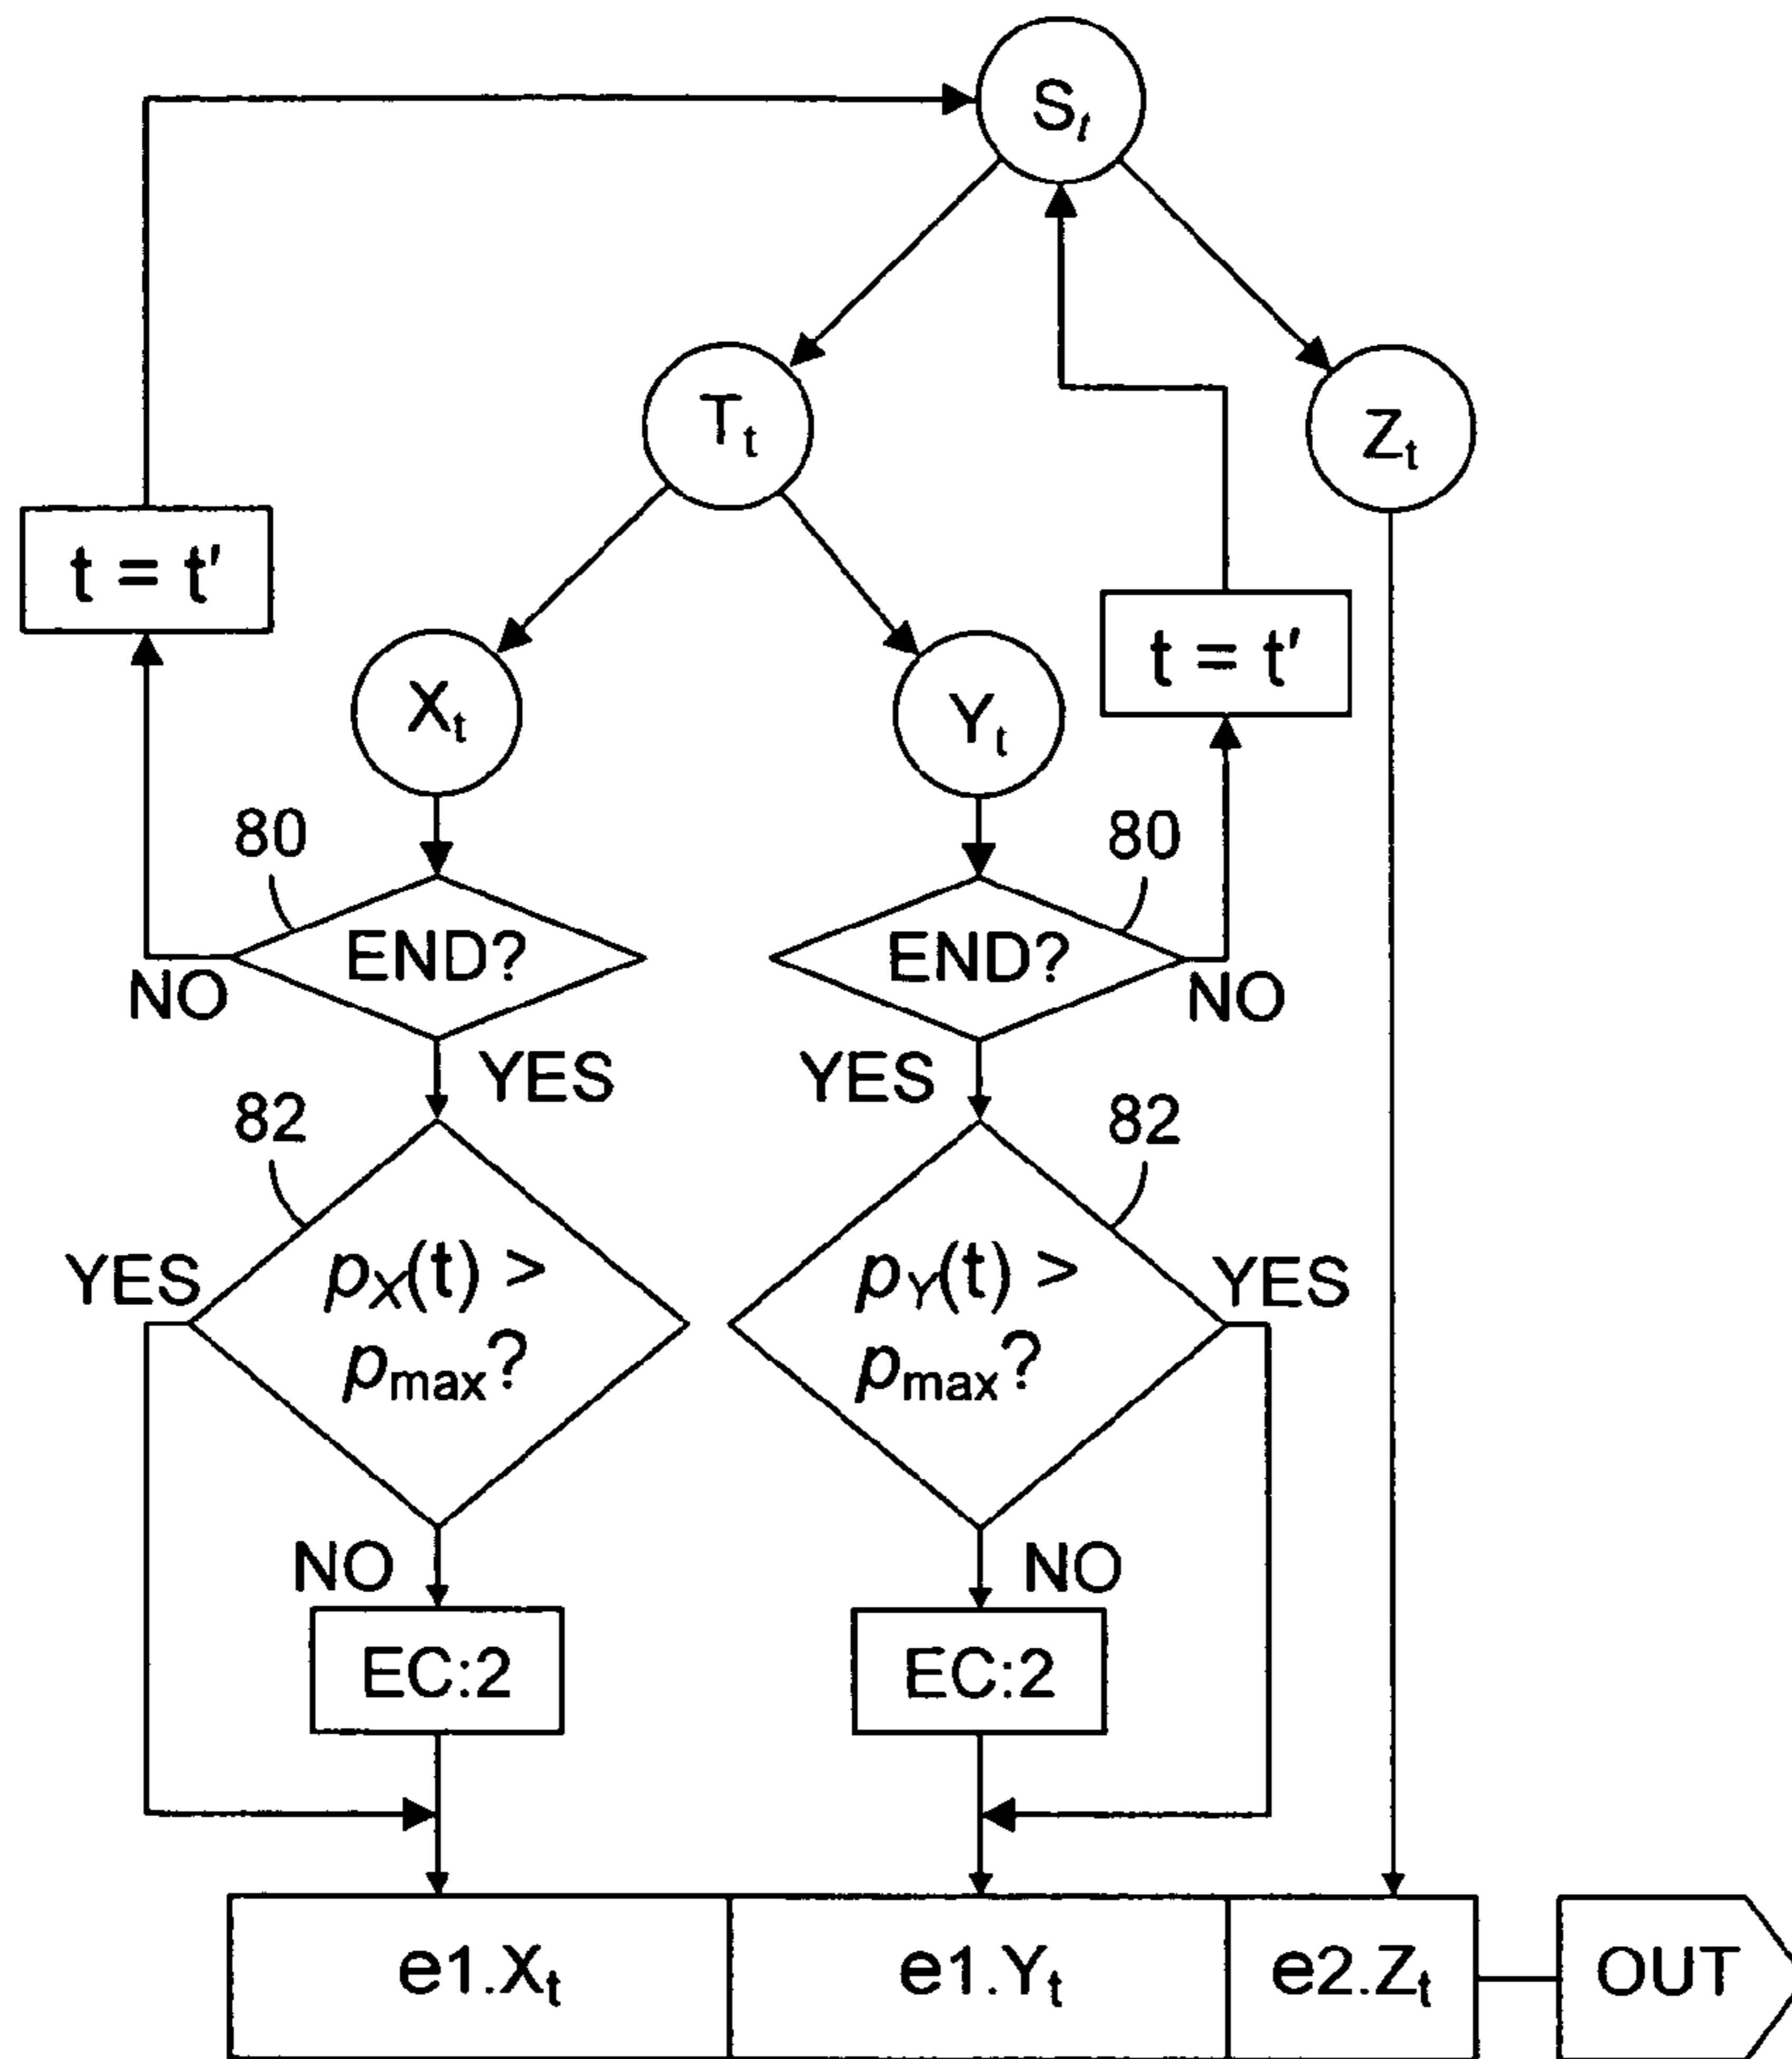 Sₜ
Tₜ
Zₜ
t = t'
t = t'
Xₜ
Yₜ
80
80
END?
END?
NO
NO
YES
YES
82
82
YES
pX(t) >
pmax?
pY(t) >
pmax?
YES
NO
NO
EC:2
EC:2
e1.Xₜ
e1.Yₜ
e2.Zₜ
OUT